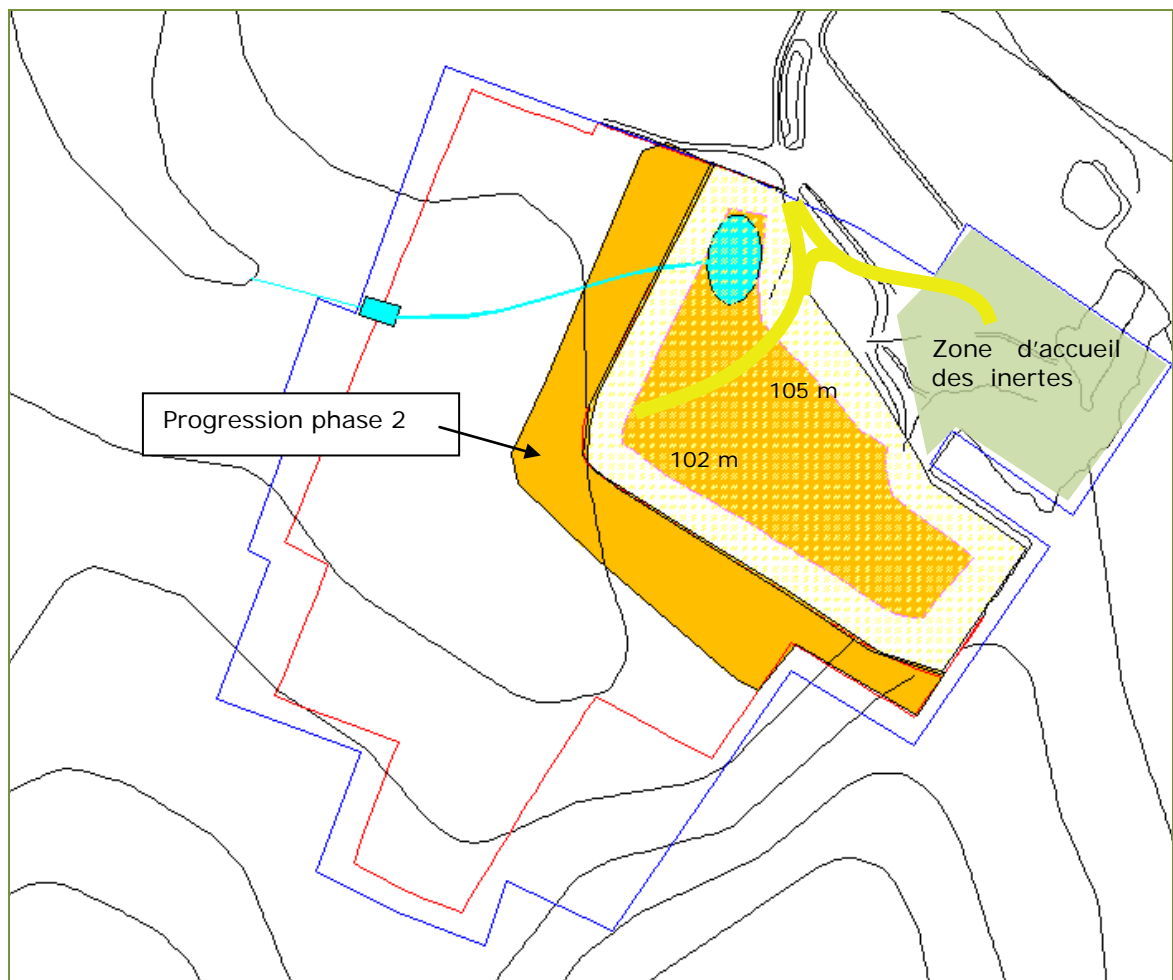 Zone d'accueil
des inertes
105 m
Progression phase 2
102 m